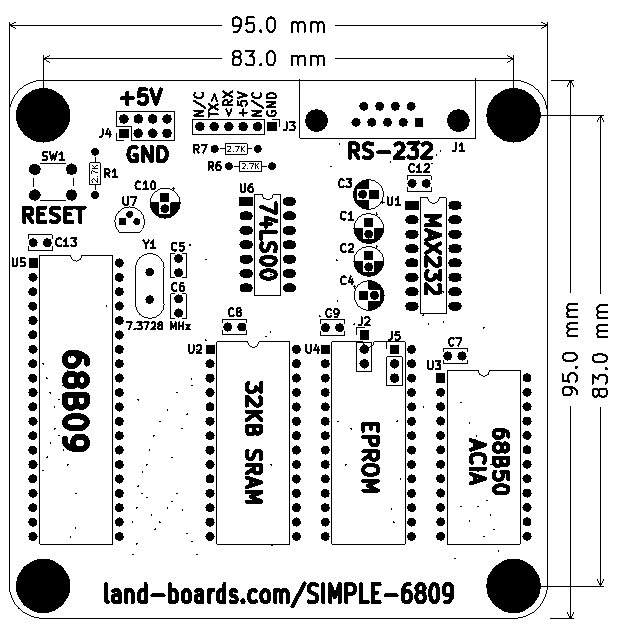 95.0 mm
83.0 mm
+5V
N/C
TX>
<RX
+5V
N/C
GND
J4
J3
GND
RS-232
J1
SW1
R7 2.7K
R6 2.7K
2.7K
R1
C12
C10
U6
C3
U1
RESET
U7
74LS00
C1
MAX232
C13
Y1
C5
C2
U5
C6
C4
7.3728 MHz
C8
C9
J2
J5
C7
U2
U4
U3
68B09
32KB SRAM
EPROM
68B50
ACIA
95.0 mm
83.0 mm
land-boards.com/SIMPLE-6809